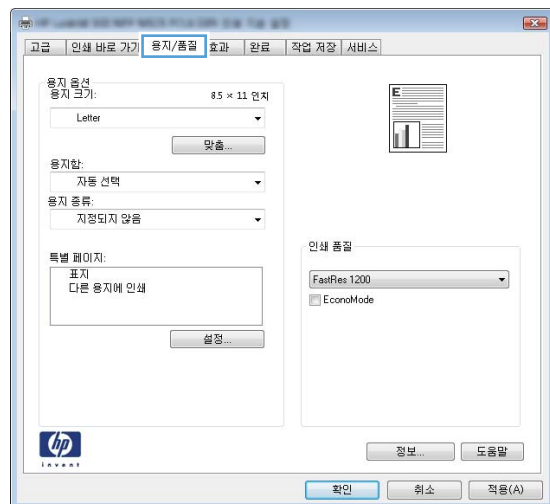 고급 인쇄 바로 가기 용지/품질 효과 완료 작업 저장 서비스
용지 옵션
용지 크기: 8.5 × 11 인치
Letter
맞춤...
용지함:
자동 선택
용지 종류:
지정되지 않음
특별 페이지:
표지
다른 용지에 인쇄
설정...
E
인쇄 품질
FastRes 1200
EconoMode
hp
invent
정보... 도움말
확인 취소 적용(A)